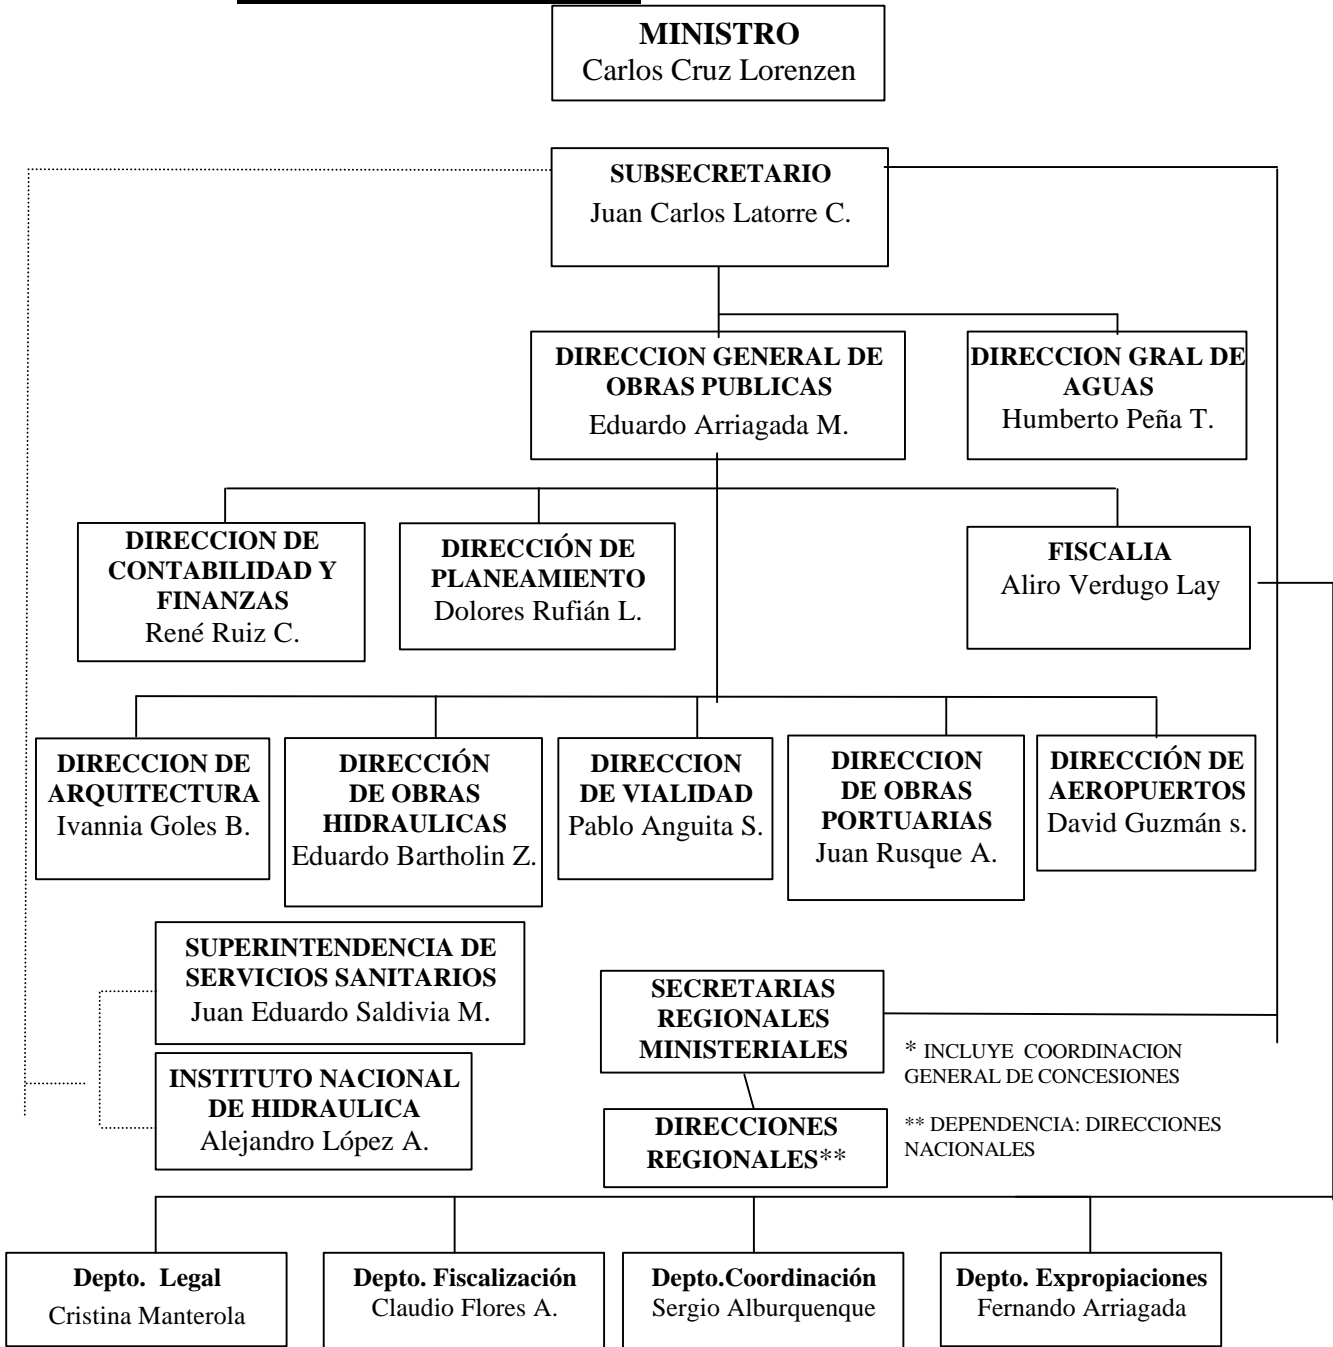 MINISTRO
Carlos Cruz Lorenzen
SUBSECRETARIO
Juan Carlos Latorre C.
DIRECCION GENERAL DE
OBRAS PUBLICAS
Eduardo Arriagada M.
DIRECCION GRAL DE
AGUAS
Humberto Peña T.
DIRECCION DE
CONTABILIDAD Y
FINANZAS
René Ruiz C.
DIRECCIÓN DE
PLANEAMIENTO
Dolores Rufián L.
FISCALIA
Aliro Verdugo Lay
DIRECCION DE
ARQUITECTURA
Ivannia Goles B.
DIRECCIÓN
DE OBRAS
HIDRAULICAS
Eduardo Bartholin Z.
DIRECCION
DE VIALIDAD
Pablo Anguita S.
DIRECCION
DE OBRAS
PORTUARIAS
Juan Rusque A.
DIRECCIÓN DE
AEROPUERTOS
David Guzmán s.
SUPERINTENDENCIA DE
SERVICIOS SANITARIOS
Juan Eduardo Saldivia M.
INSTITUTO NACIONAL
DE HIDRAULICA
Alejandro López A.
SECRETARIAS
REGIONALES
MINISTERIALES
DIRECCIONES
REGIONALES**
* INCLUYE COORDINACION
GENERAL DE CONCESIONES
** DEPENDENCIA: DIRECCIONES
NACIONALES
Depto. Legal
Cristina Manterola
Depto. Fiscalización
Claudio Flores A.
Depto.Coordinación
Sergio Alburquenque
Depto. Expropiaciones
Fernando Arriagada